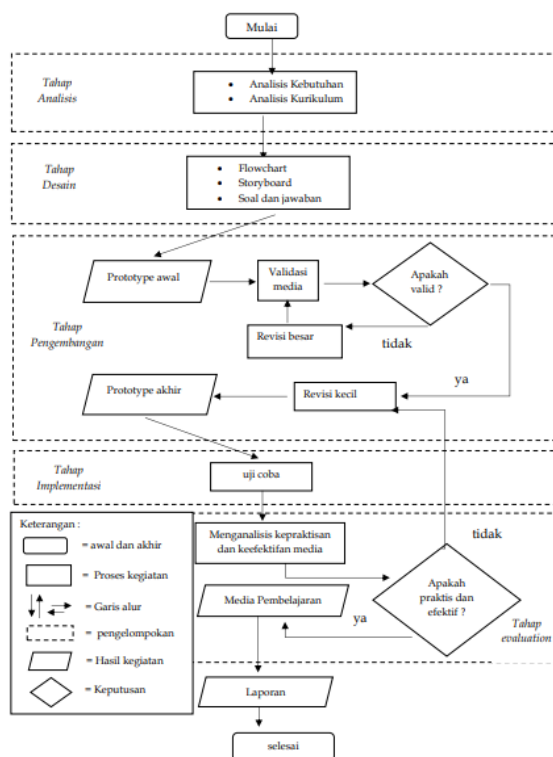 Mulai
Tahap
Analisis
• Analisis Kebutuhan
• Analisis Kurikulum
Tahap
Desain
• Flowchart
• Storyboard
• Soal dan jawaban
Prototype awal
Validasi
media
Apakah
valid ?
Tahap
Pengembangan
Revisi besar
tidak
ya
Prototype akhir
Revisi kecil
Tahap
Implementasi
uji coba
Keterangan :
= awal dan akhir
= Proses kegiatan
= Garis alur
= pengelompokan
= Hasil kegiatan
= Keputusan
Menganalisis kepraktisan
dan keefektifan media
tidak
Apakah
praktis dan
efektif ?
Media Pembelajaran
ya
Tahap
evaluation
Laporan
selesai